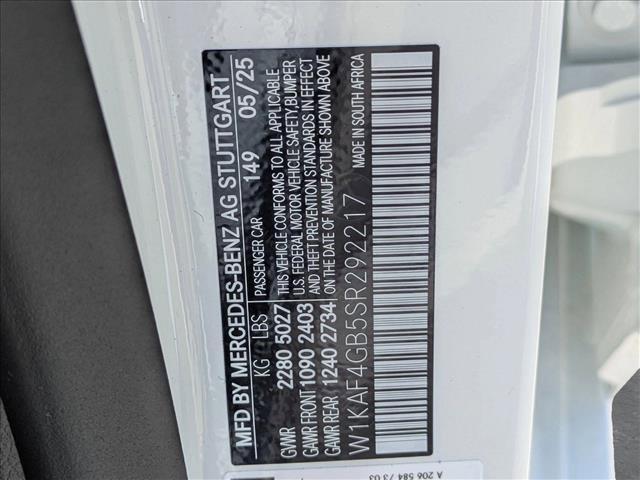 MFD BY MERCEDES-BENZ AG STUTTGART
KG / LBS PASSENGER CAR 149 05/25
GVWR 2280 5027 THIS VEHICLE CONFORMS TO ALL APPLICABLE
GAWR FRONT 1090 2403 U.S. FEDERAL MOTOR VEHICLE SAFETY, BUMPER
GAWR REAR 1240 2734 AND THEFT PREVENTION STANDARDS IN EFFECT
ON THE DATE OF MANUFACTURE SHOWN ABOVE
W1KAF4GB5SR292217 MADE IN SOUTH AFRICA
A 206 584 73 03